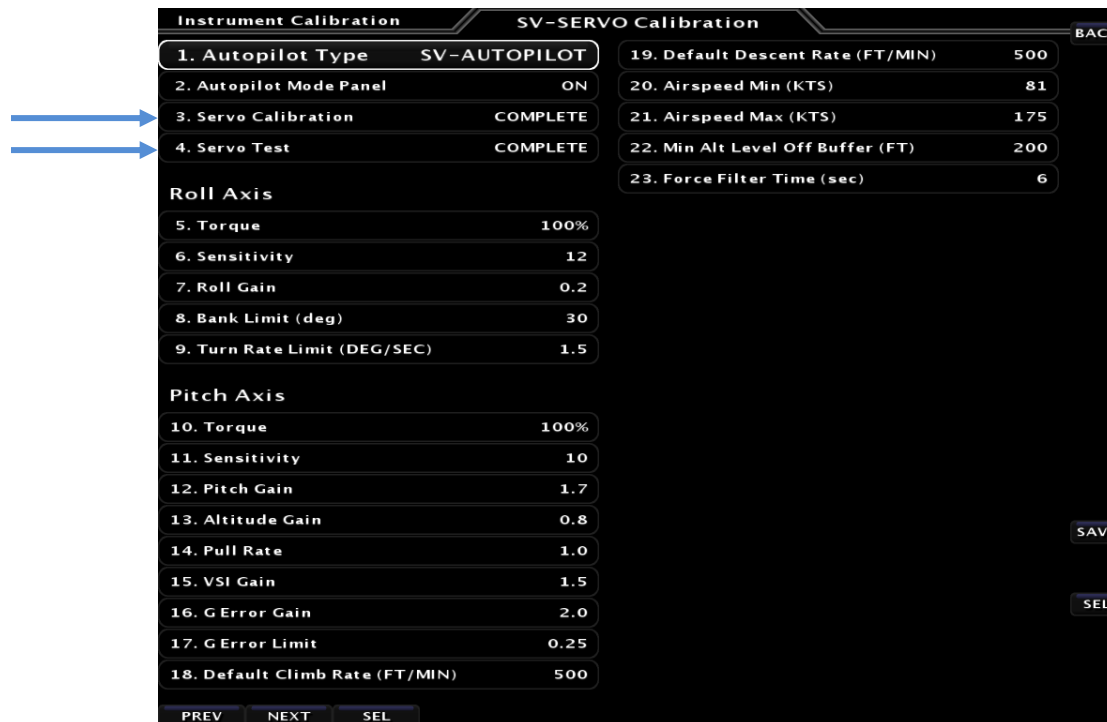 Instrument Calibration
SV-SERVO Calibration
BAC
1. Autopilot Type SV-AUTOPILOT
2. Autopilot Mode Panel ON
3. Servo Calibration COMPLETE
4. Servo Test COMPLETE
Roll Axis
5. Torque 100%
6. Sensitivity 12
7. Roll Gain 0.2
8. Bank Limit (deg) 30
9. Turn Rate Limit (DEG/SEC) 1.5
Pitch Axis
10. Torque 100%
11. Sensitivity 10
12. Pitch Gain 1.7
13. Altitude Gain 0.8
14. Pull Rate 1.0
15. VSI Gain 1.5
16. G Error Gain 2.0
17. G Error Limit 0.25
18. Default Climb Rate (FT/MIN) 500
19. Default Descent Rate (FT/MIN) 500
20. Airspeed Min (KTS) 81
21. Airspeed Max (KTS) 175
22. Min Alt Level Off Buffer (FT) 200
23. Force Filter Time (sec) 6
SAV
SEL
PREV NEXT SEL